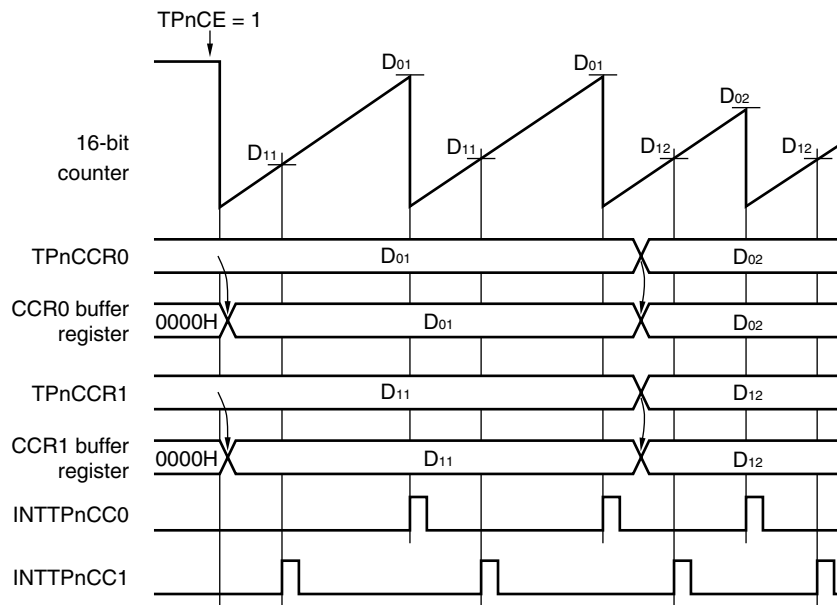 TPnCE = 1
D01 D01
D02
D11 D11 D12 D12
16-bit
counter
TPnCCR0 D01 D02
CCR0 buffer
register
0000H D01 D02
TPnCCR1 D11 D12
CCR1 buffer
register
0000H D11 D12
INTTPnCC0
INTTPnCC1